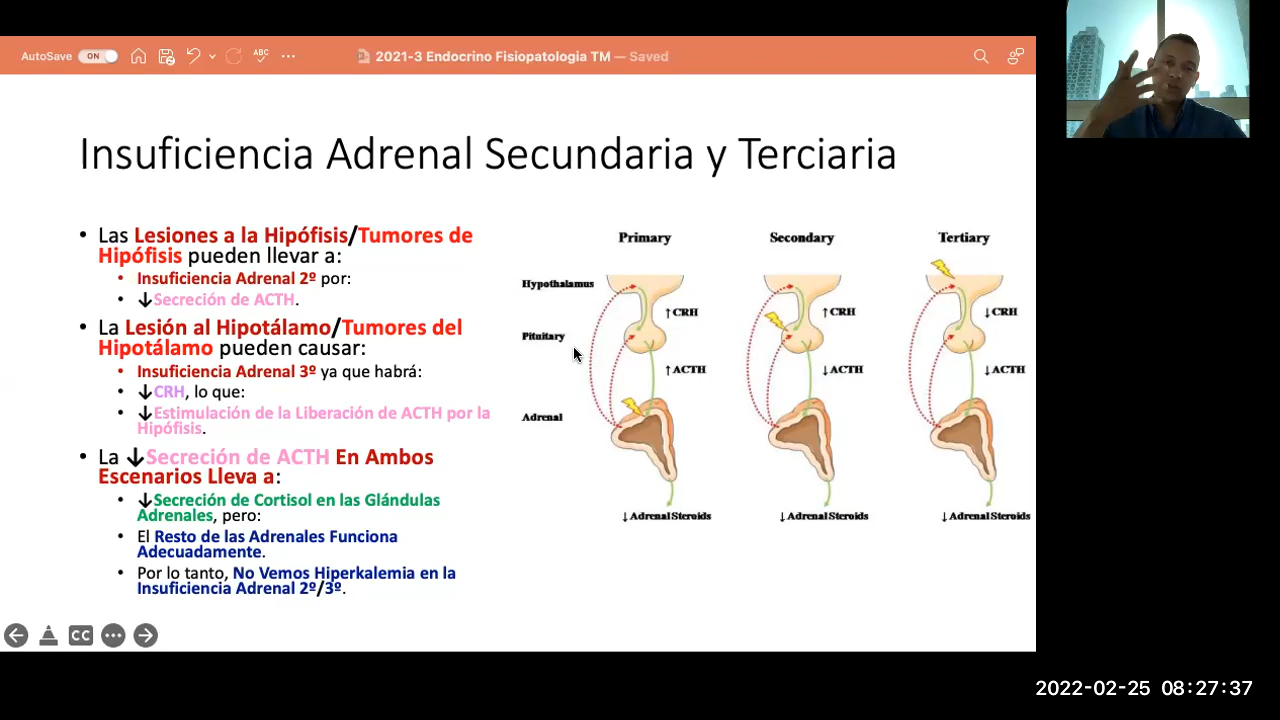 AutoSave ON ABC ... 2021-3 Endocrino Fisiopatologia TM — Saved
Insuficiencia Adrenal Secundaria y Terciaria
• Las Lesiones a la Hipófisis/Tumores de
Hipófisis pueden llevar a:
• Insuficiencia Adrenal 2º por:
• ↓Secreción de ACTH.
• La Lesión al Hipotálamo/Tumores del
Hipotálamo pueden causar:
• Insuficiencia Adrenal 3º ya que habrá:
• ↓CRH, lo que:
• ↓Estimulación de la Liberación de ACTH por la
Hipófisis.
• La ↓Secreción de ACTH En Ambos
Escenarios Lleva a:
• ↓Secreción de Cortisol en las Glándulas
Adrenales, pero:
• El Resto de las Adrenales Funciona
Adecuadamente.
• Por lo tanto, No Vemos Hiperkalemia en la
Insuficiencia Adrenal 2º/3º.
Primary Secondary Tertiary
Hypothalamus
↑CRH ↑CRH ↓CRH
Pituitary
↑ACTH ↓ACTH ↓ACTH
Adrenal
↓Adrenal Steroids ↓Adrenal Steroids ↓Adrenal Steroids
CC
2022-02-25 08:27:37